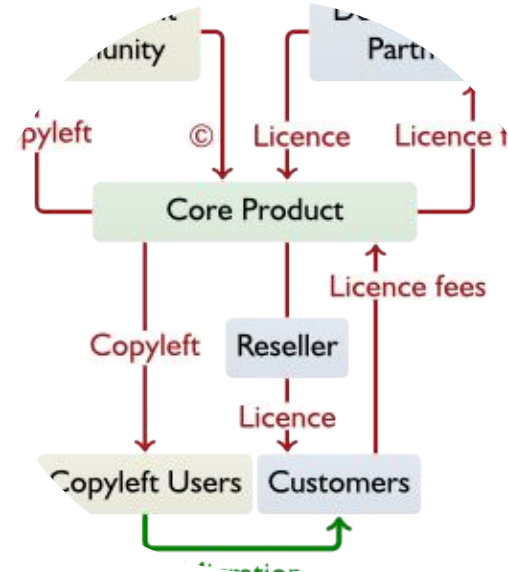 Partn
pyleft
©
Licence
Licence
Core Product
Licence fees
Copyleft
Reseller
Licence
Copyleft Users
Customers